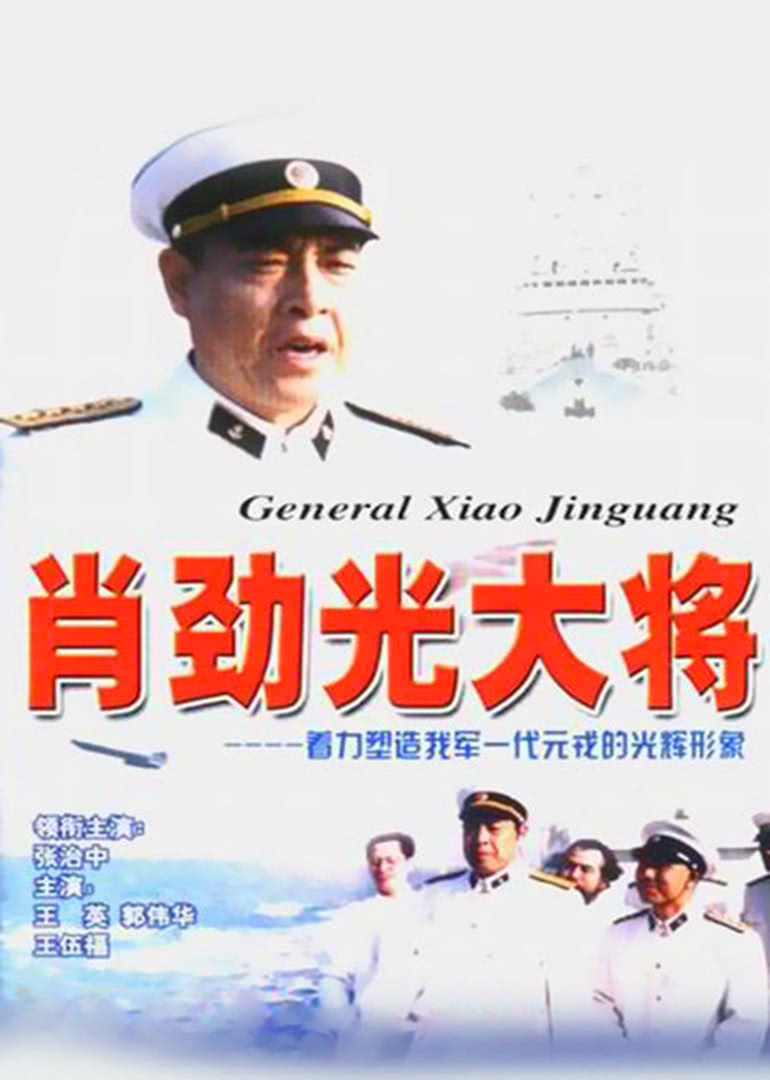 General Xiao Jinguang
肖劲光大将
----着力塑造我军一代元戎的光辉形象
领衔主演:
张治中
主演:
王 英 郭伟华
王伍福